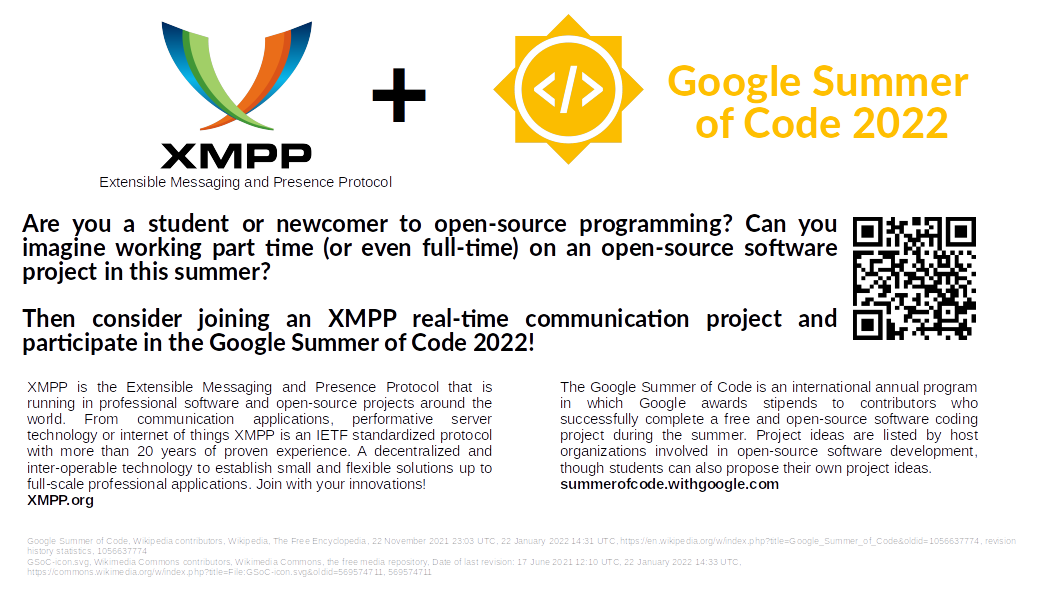 XMPP
Extensible Messaging and Presence Protocol
+
</>
Google Summer
of Code 2022
Are you a student or newcomer to open-source programming? Can you
imagine working part time (or even full-time) on an open-source software
project in this summer?
Then consider joining an XMPP real-time communication project and
participate in the Google Summer of Code 2022!
XMPP is the Extensible Messaging and Presence Protocol that is
running in professional software and open-source projects around the
world. From communication applications, performative server
technology or internet of things XMPP is an IETF standardized protocol
with more than 20 years of proven experience. A decentralized and
inter-operable technology to establish small and flexible solutions up to
full-scale professional applications. Join with your innovations!
XMPP.org
The Google Summer of Code is an international annual program
in which Google awards stipends to contributors who
successfully complete a free and open-source software coding
project during the summer. Project ideas are listed by host
organizations involved in open-source software development,
though students can also propose their own project ideas.
summerofcode.withgoogle.com
Google Summer of Code, Wikipedia contributors, Wikipedia, The Free Encyclopedia, 22 November 2021 23:03 UTC, 22 January 2022 14:31 UTC, https://en.wikipedia.org/w/index.php?title=Google_Summer_of_Code&oldid=1056637774, revision
history statistics, 1056637774
GSoC-icon.svg, Wikimedia Commons contributors, Wikimedia Commons, the free media repository, Date of last revision: 17 June 2021 12:10 UTC, 22 January 2022 14:33 UTC,
https://commons.wikimedia.org/w/index.php?title=File:GSoC-icon.svg&oldid=569574711, 569574711